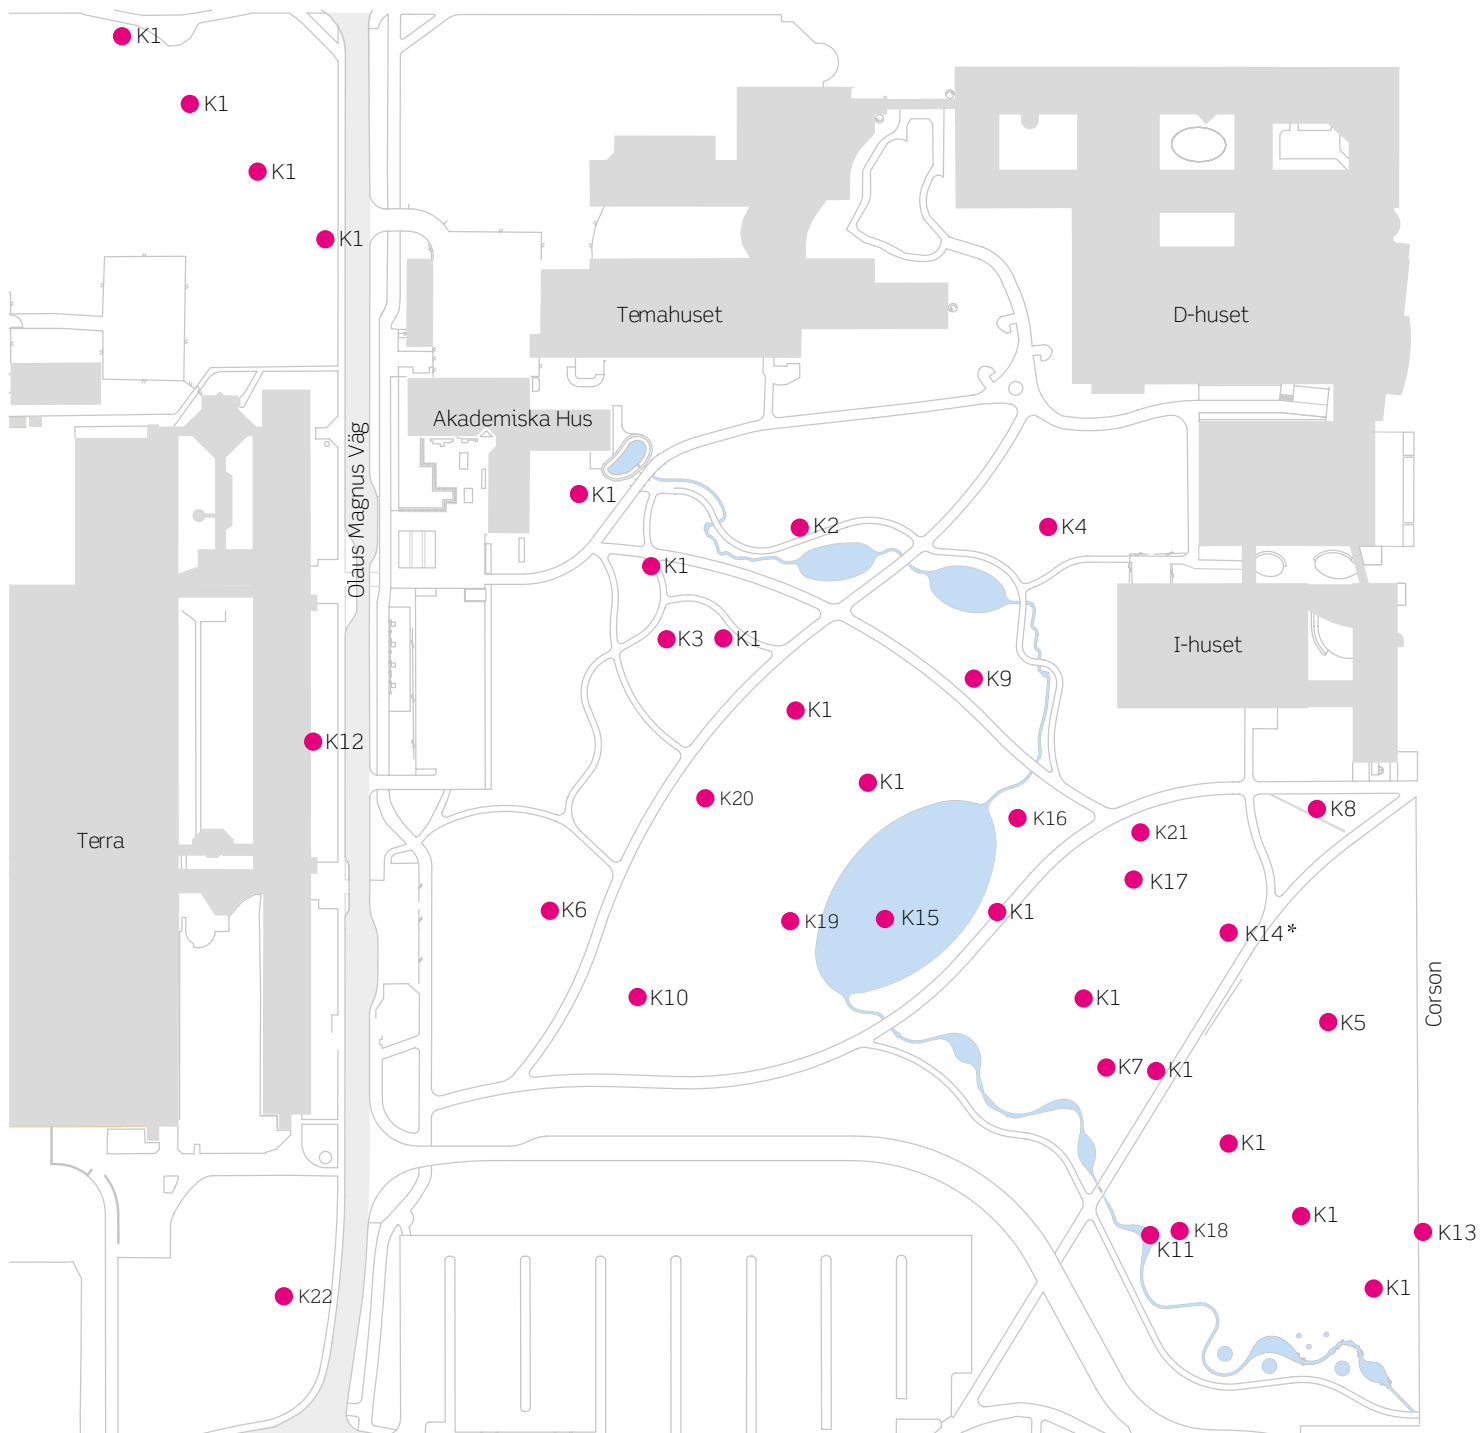 K1
K1
K1
K1
Temahuset
D-huset
Akademiska Hus
Olaus Magnus Väg
K1
K2
K4
K1
K3
K1
I-huset
K9
K1
K12
K1
K20
K16
K8
K21
Terra
K17
K6
K19
K15
K1
K14*
K10
K1
Corson
K5
K7
K1
K1
K1
K18
K13
K11
K1
K22